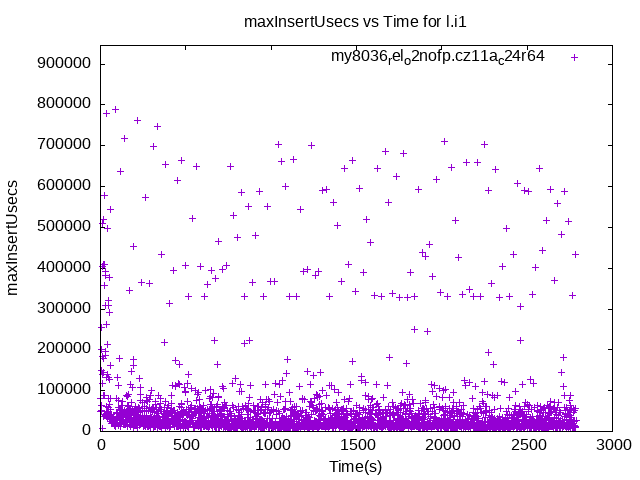 maxInsertUsecs vs Time for l.i1
my8036relo2nofp.cz11ac24r64
900000
800000
700000
600000
500000
400000
300000
200000
100000
0
maxInsertUsecs
0 500 1000 1500 2000 2500 3000
Time(s)